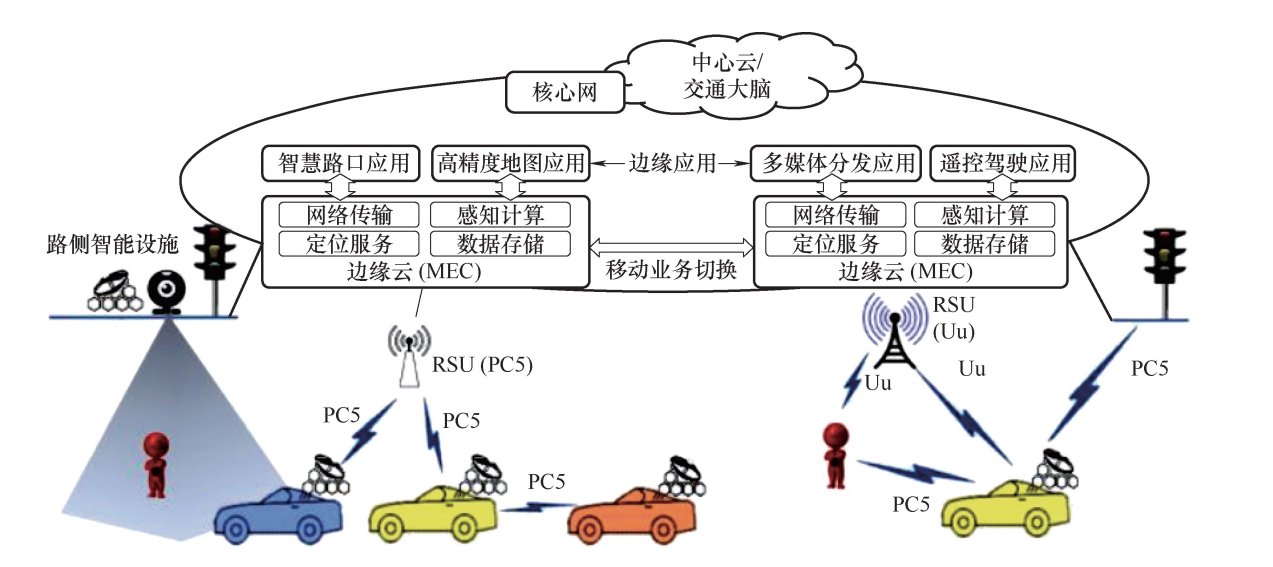 中心云/
交通大脑
核心网
智慧路口应用
高精度地图应用
边缘应用
多媒体分发应用
遥控驾驶应用
网络传输
感知计算
定位服务
数据存储
边缘云 (MEC)
移动业务切换
网络传输
感知计算
定位服务
数据存储
边缘云 (MEC)
路侧智能设施
RSU (PC5)
PC5
PC5
PC5
RSU
(Uu)
Uu
Uu
PC5
PC5